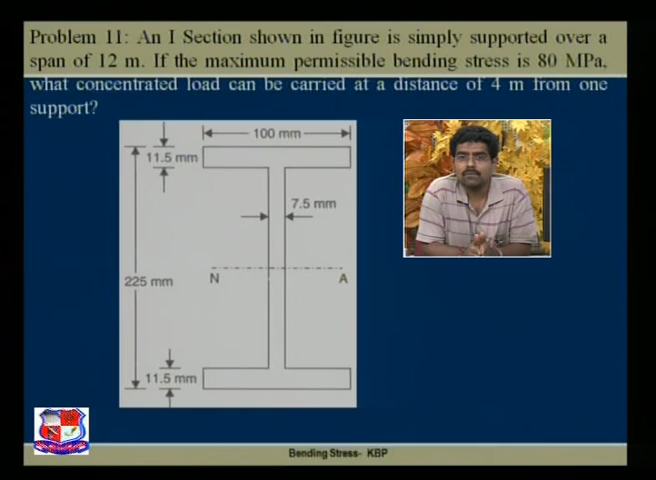 Problem 11: An I Section shown in figure is simply supported over a
span of 12 m. If the maximum permissible bending stress is 80 MPa,
what concentrated load can be carried at a distance of 4 m from one
support?
100 mm
11.5 mm
7.5 mm
N
A
225 mm
11.5 mm
Bending Stress- KBP